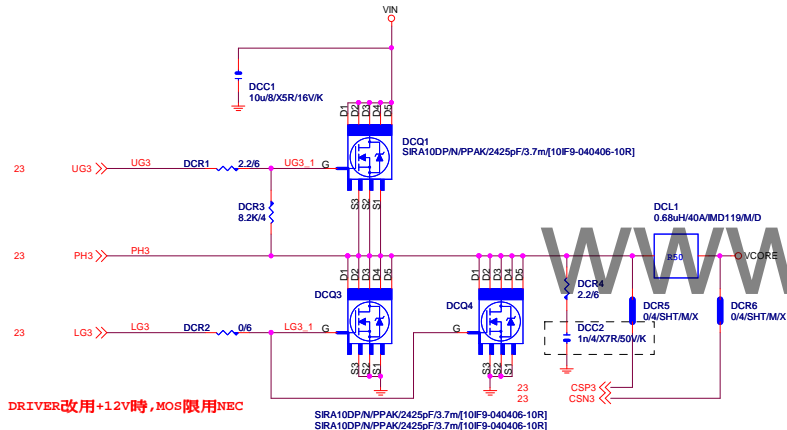 VIN
DCC1
10u/8/X5R/16V/K
D1 D2 D3 D4 D5
DCQ1
SIRA10DP/N/PPAK/2425pF/3.7m/[10IF9-040406-10R]
23 UG3 DCR1 2.2/6 UG3_1 G
S3 S2 S1
DCR3
8.2K/4
DCL1
0.68uH/40A/IMD119/M/D
WWW
23 PH3 PH3 R50 VCORE
D1 D2 D3 D4 D5 D1 D2 D3 D4 D5
DCR4
2.2/6
DCQ3 DCQ4
DCR5 DCR6
0/4/SHT/M/X 0/4/SHT/M/X
23 LG3 LG3 DCR2 0/6 LG3_1 G G
DCC2
1n/4/X7R/50V/K
S3 S2 S1 S3 S2 S1
23 CSP3
23 CSN3
DRIVER改用+12V時,MOS限用NEC
SIRA10DP/N/PPAK/2425pF/3.7m/[10IF9-040406-10R]
SIRA10DP/N/PPAK/2425pF/3.7m/[10IF9-040406-10R]